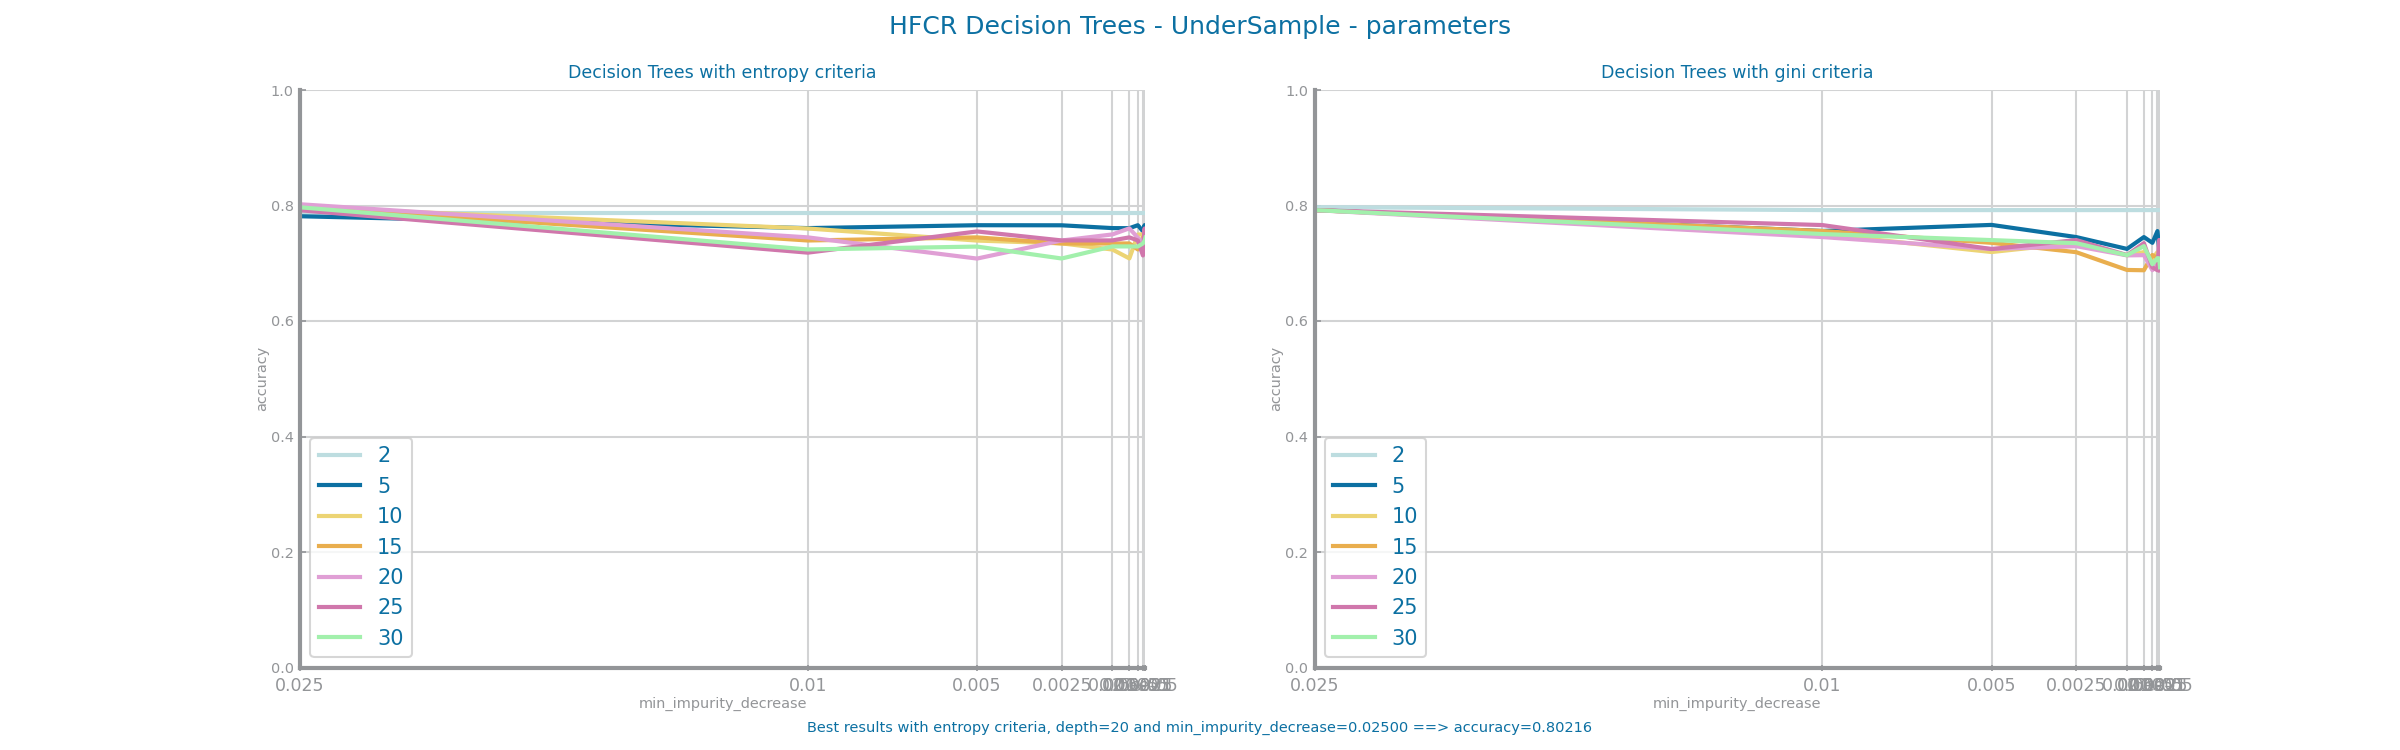 HFCR Decision Trees - UnderSample - parameters
Decision Trees with entropy criteria
1.0
0.8
0.6
0.4
0.2
0.0
accuracy
2
5
10
15
20
25
30
0.025 0.01 0.005 0.0025
min_impurity_decrease
Decision Trees with gini criteria
1.0
0.8
0.6
0.4
0.2
0.0
accuracy
2
5
10
15
20
25
30
0.025 0.01 0.005 0.0025
min_impurity_decrease
Best results with entropy criteria, depth=20 and min_impurity_decrease=0.02500 ==> accuracy=0.80216